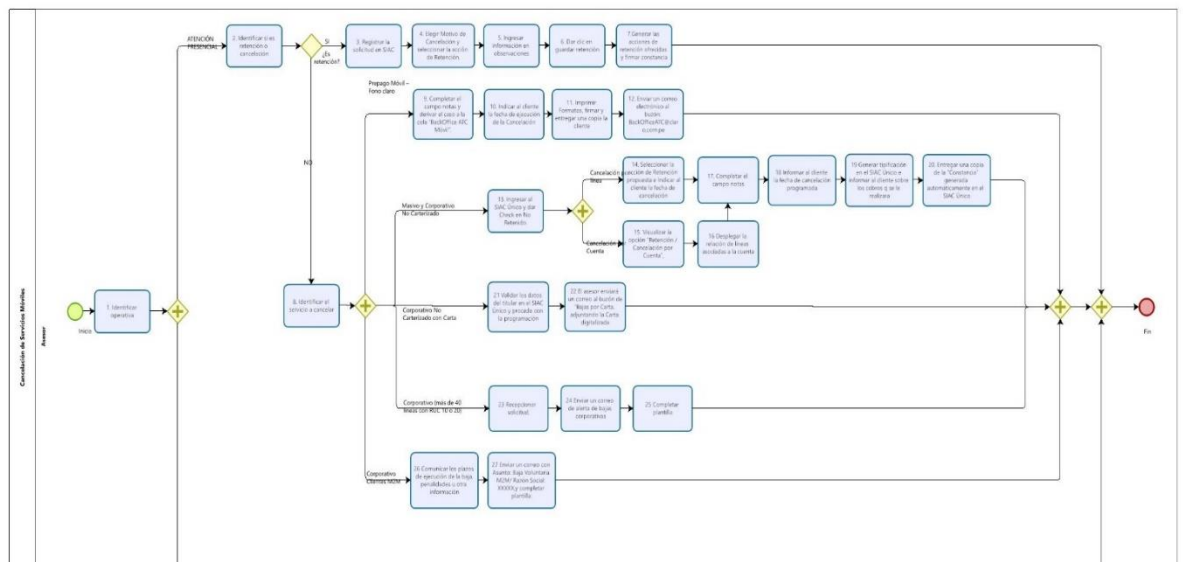 Cancelación de Servicios Móviles
Asesor
Inicio
1. Identificar
operativa
ATENCIÓN
PRESENCIAL
2. Identificar si es
retención o
cancelación
SI
¿Es
retención?
NO
3. Registrar la
solicitud en SIAC
4. Elegir Motivo de
Cancelación y
seleccionar la acción
de Retención.
5. Ingresar
información en
observaciones
6. Dar clic en
guardar retención
7. Generar las
acciones de
retención ofrecidas y
firmar constancia
8. Identificar el
servicio a cancelar
Prepago Móvil –
Fono claro
9. Completar el
campo notas y
derivar el caso a la
cola "BackOffice ATC
Móvil".
10. Indicar al cliente
la fecha de ejecución
de la Cancelación
11. Imprimir
Formatos, firmar y
entregar una copia la
cliente
12. Enviar un correo
electrónico al
buzón
Masivo y Corporativo
No Carterizado
13. Ingresar al
SIAC Único y dar
Check en No
Retenido
Cancelación
línea
14. Seleccionar la
acción de Retención
propuesta e Indicar al
cliente la fecha de
cancelación
Cancelación
Cuenta
15. Visualizar la
opción "Retención /
Cancelación por
Cuenta".
16. Desplegar la
relación de líneas
asociadas a la cuenta
17. Completar el
campo notas
18. Informar al cliente
la fecha de cancelación
programada
19. Generar tipificación
en el SIAC Único e
informar al cliente sobre
los cobros q se le
realizara
20. Entregar una copia
de la "Constancia"
generada
automáticamente en el
SIAC Único
Corporativo No
Carterizado con Carta
21. Validar los datos
del titular en el SIAC
Único y proceda con
la programación
22. El asesor enviará
un correo al buzón de
"Bajas por Carta,
adjuntando la Carta
digitalizada
Corporativo (más de 40
líneas con RUC 10 o 20)
23. Recepcionar
solicitud.
24. Enviar un correo
de alerta de bajas
corporativos
25. Completar
plantilla
Corporativo
Clientes M2M
26. Comunicar los plazos
de ejecución de la baja,
penalidades u otra
información
27. Enviar un correo con
Asunto: Baja Voluntaria
M2M/ Razón Social
XXXXX y completar
plantilla
Fin